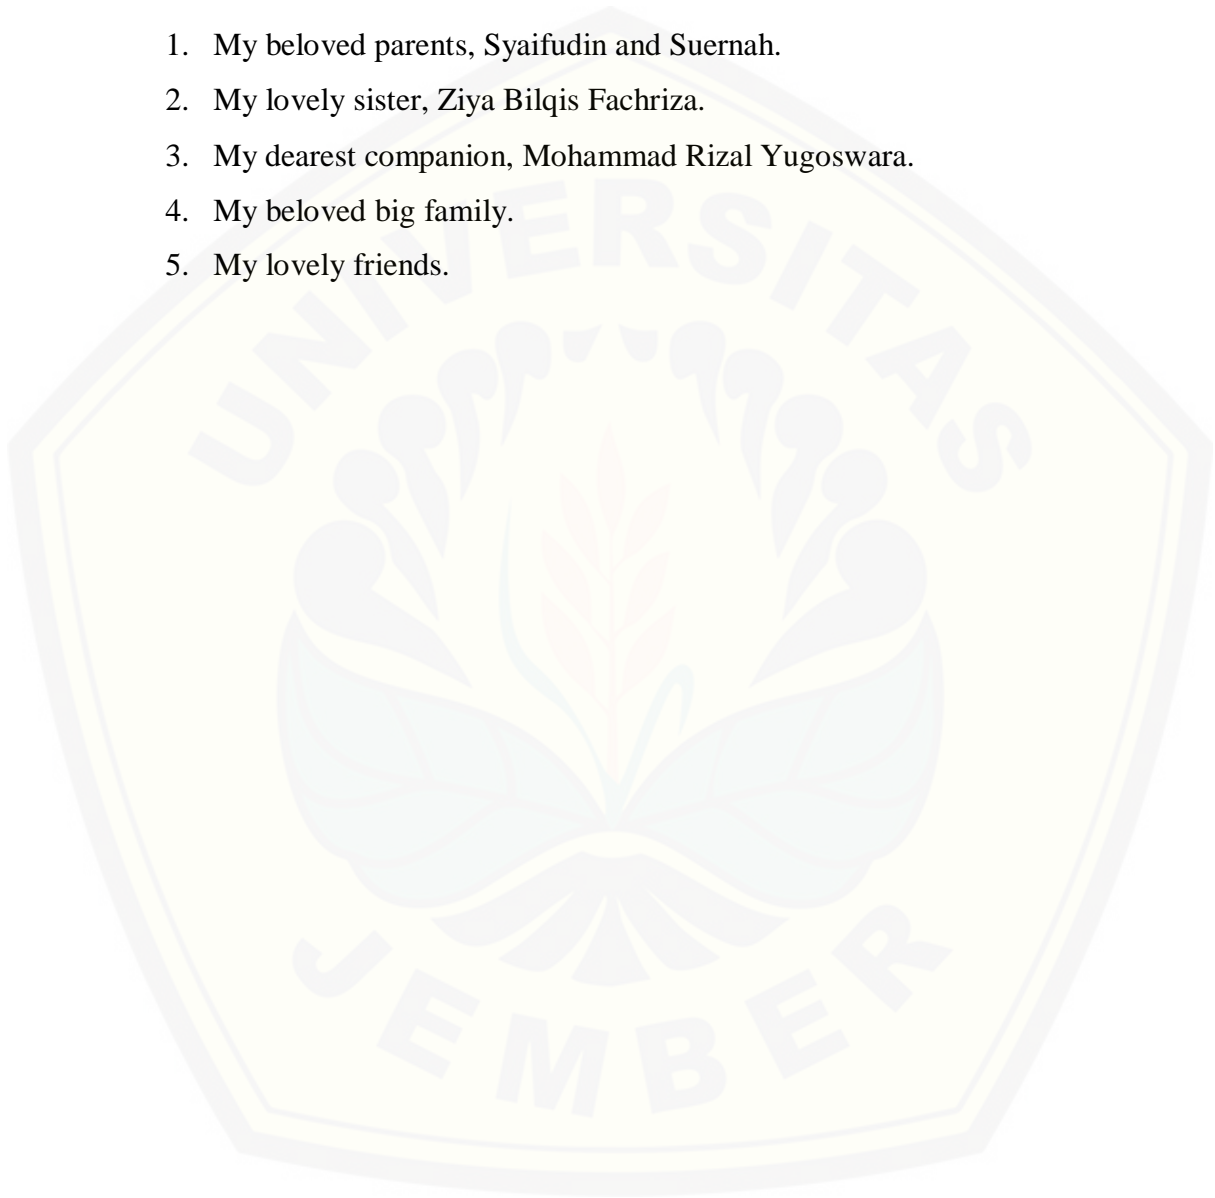 1. My beloved parents, Syaifudin and Suernah.
2. My lovely sister, Ziya Bilqis Fachriza.
3. My dearest companion, Mohammad Rizal Yugoswara.
4. My beloved big family.
5. My lovely friends.
UNIVERSITAS
JEMBER